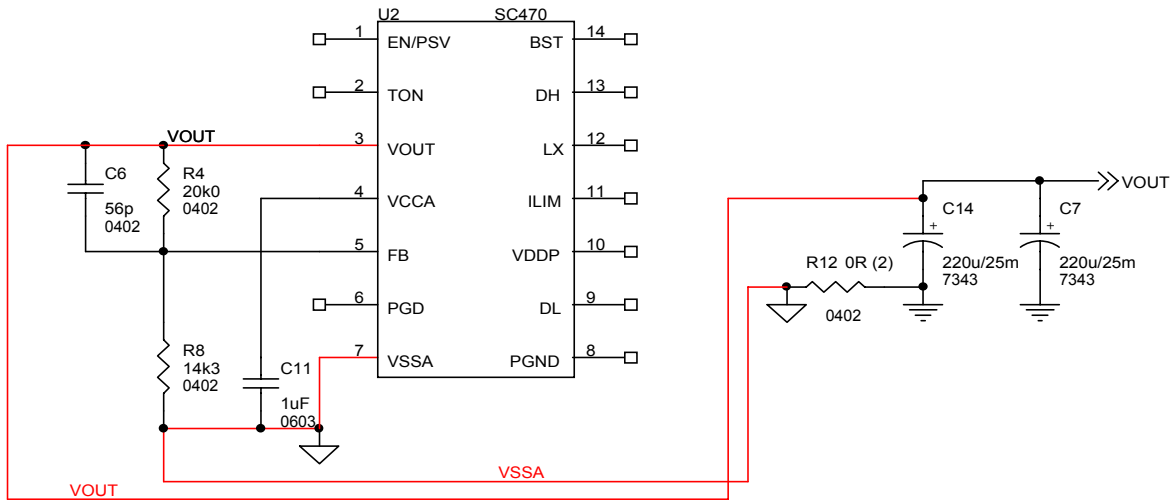 U2 SC470
1 EN/PSV BST 14
2 TON DH 13
VOUT 3 VOUT LX 12
C6 R4
20k0
56p 0402
0402
4 VCCA ILIM 11
5 FB VDDP 10
6 PGD DL 9
7 VSSA PGND 8
R8
14k3
0402
C11
1uF
0603
VOUT
C14 C7
+ +
220u/25m 220u/25m
7343 7343
R12 0R (2)
0402
VSSA
VOUT